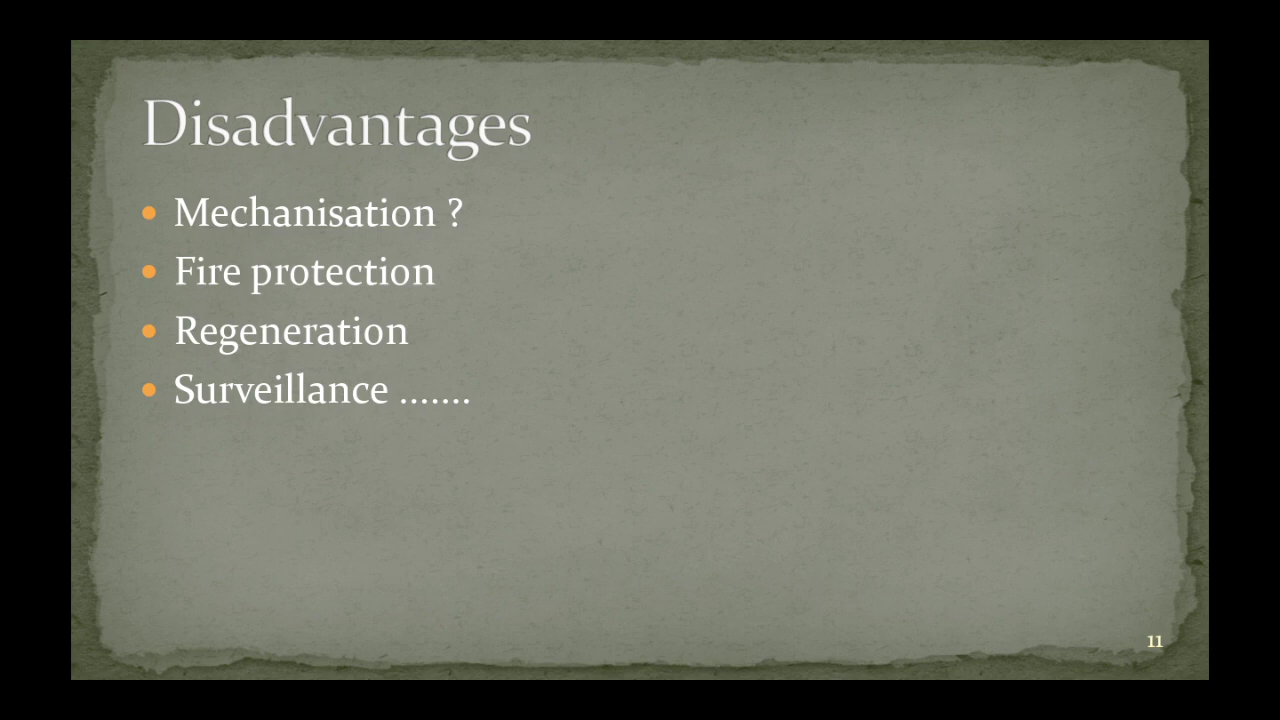 Disadvantages
• Mechanisation ?
• Fire protection
• Regeneration
• Surveillance .......
11